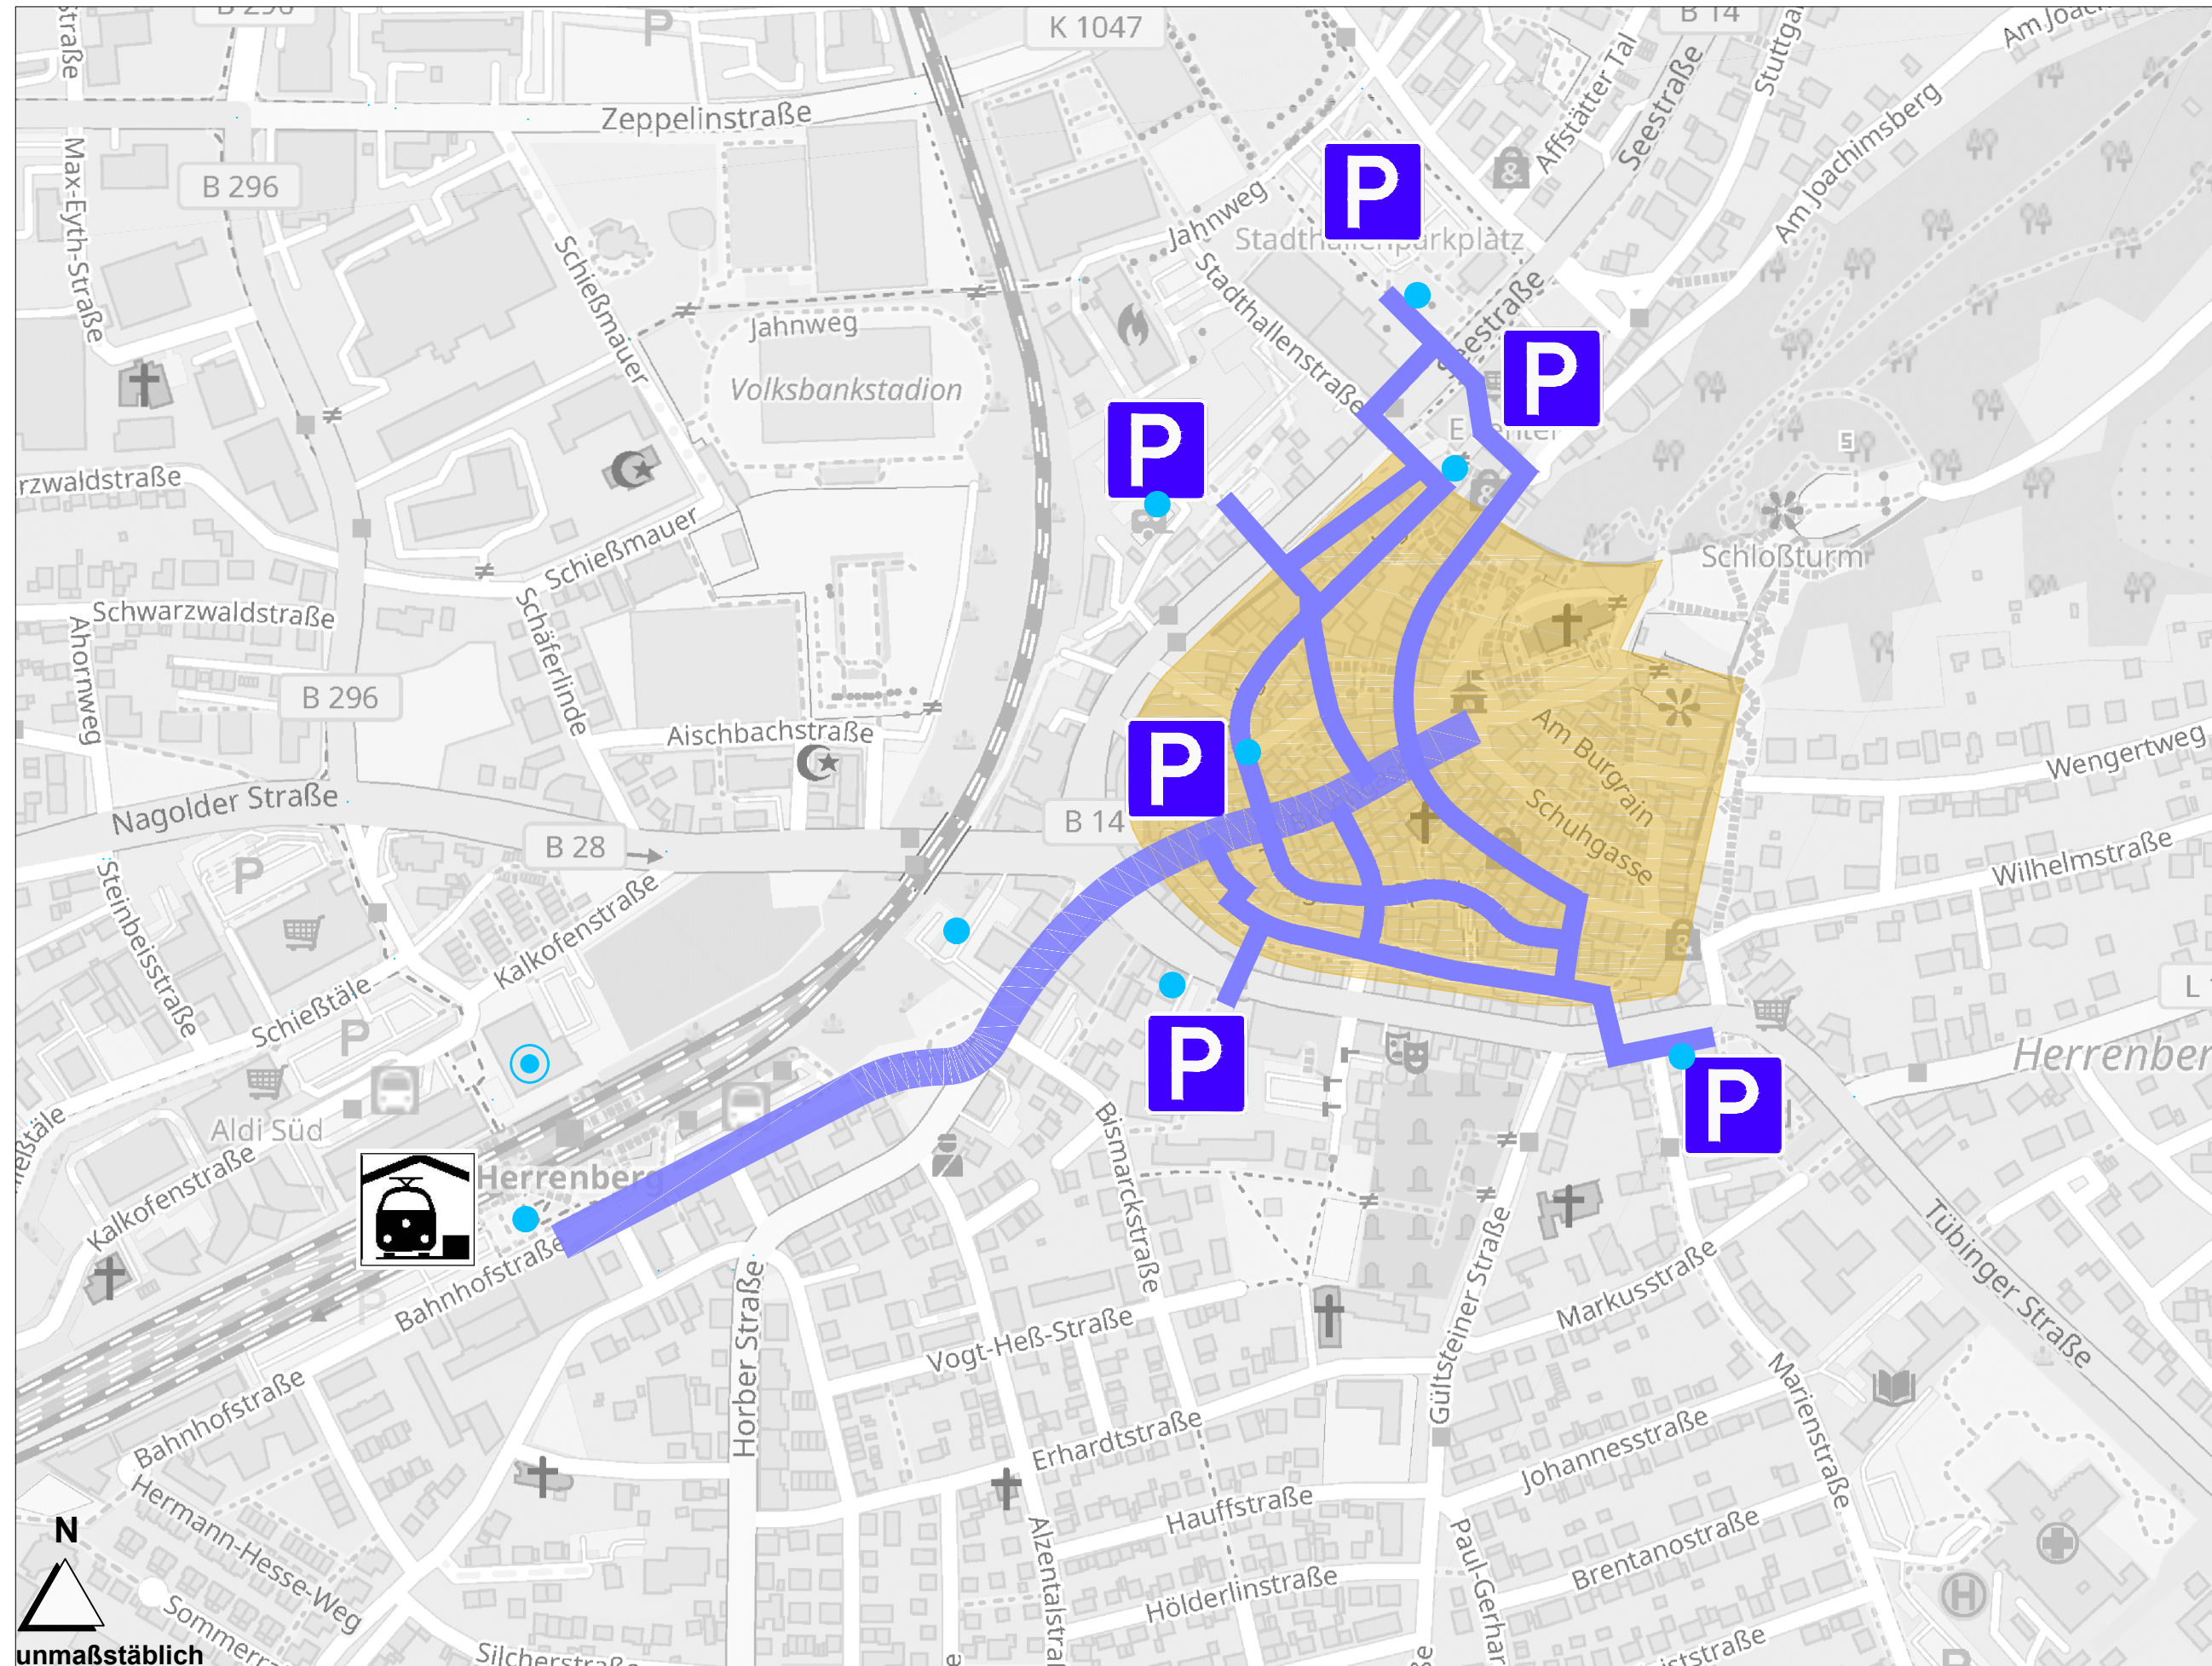 K 1047
B 14
Zeppelinstraße
B 296
Max-Eyth-Straße
Schießmauer
Jahnweg
Affstätter Tal
Seestraße
Am Joachimsberg
P
Stadthallenparkplatz
Stadthallenstraße
Jahnweg
Volksbankstadion
Seestraße
P
P
Schießmauer
Schloßturm
Schwarzwaldstraße
Ahornweg
Schäferlinde
B 296
Aischbachstraße
P
Am Burgrain
Schuhgasse
Wengertweg
Nagolder Straße
B 28
B 14
Wilhelmstraße
Steinbeisstraße
P
Kalkofenstraße
Schießtäle
P
P
P
Herrenber
Aldi Süd
Herrenberg
Kalkofenstraße
Bahnhofstraße
Bismarckstraße
Horber Straße
Vogt-Heß-Straße
Gültsteiner Straße
Markusstraße
Tübinger Straße
Marienstraße
Bahnhofstraße
Erhardtstraße
Johannesstraße
Hermann-Hesse-Weg
Hauffstraße
Brentanostraße
Hölderlinstraße
H
N
unmaßstäblich